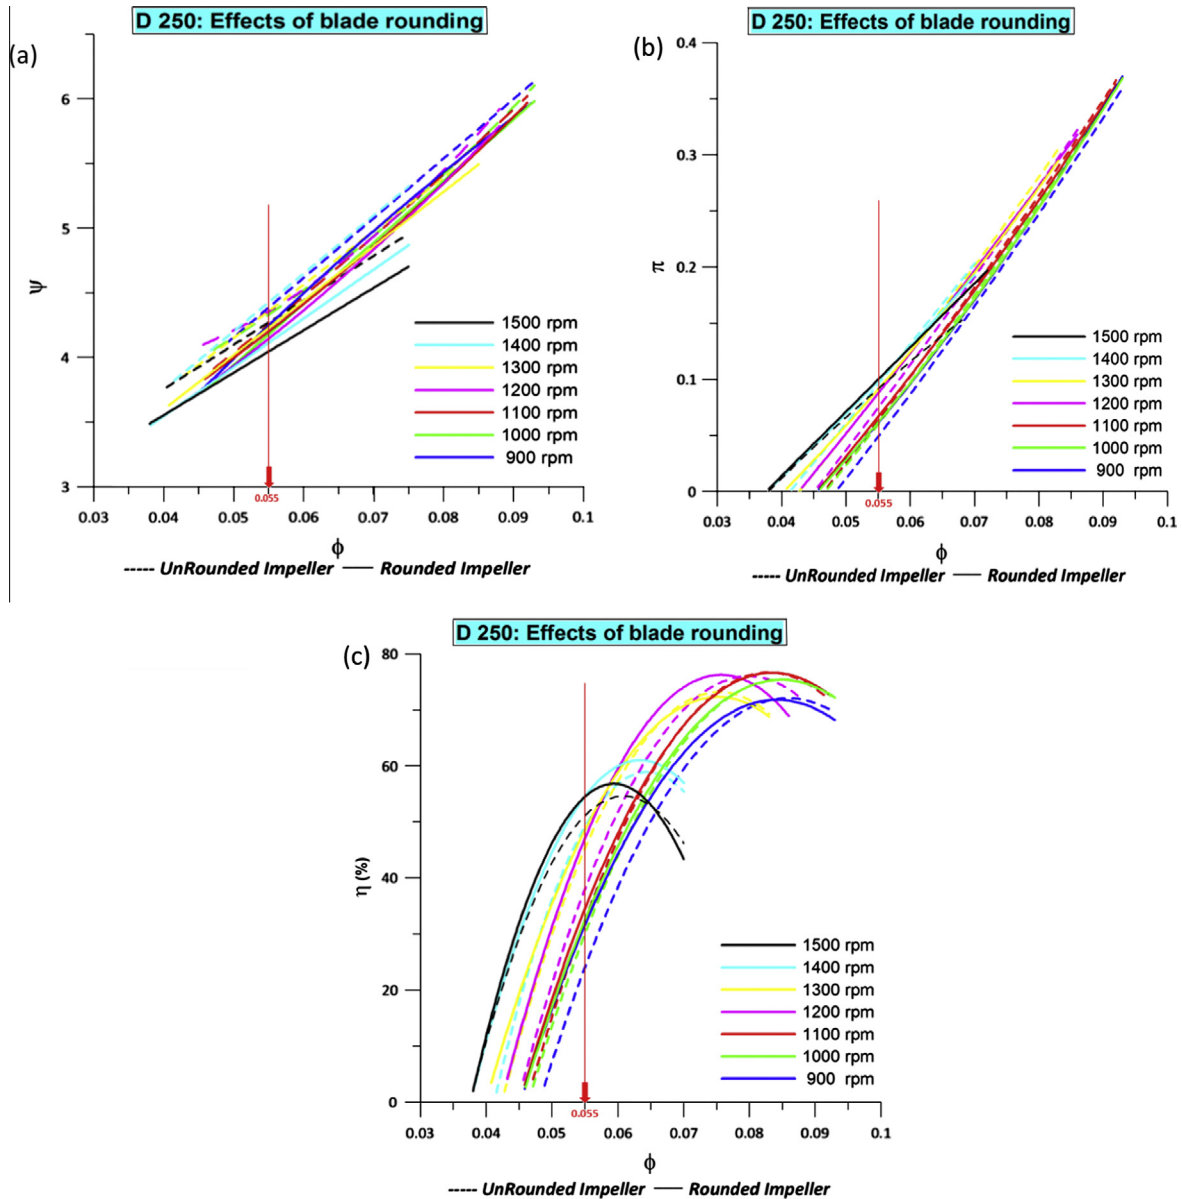 D 250: Effects of blade rounding
(a)
6
5
4
3
ψ
0.055
1500 rpm
1400 rpm
1300 rpm
1200 rpm
1100 rpm
1000 rpm
900 rpm
0.03 0.04 0.05 0.06 0.07 0.08 0.09 0.1
ϕ
----- UnRounded Impeller — Rounded Impeller
D 250: Effects of blade rounding
(b)
0.4
0.3
0.2
0.1
0
π
0.055
1500 rpm
1400 rpm
1300 rpm
1200 rpm
1100 rpm
1000 rpm
900 rpm
0.03 0.04 0.05 0.06 0.07 0.08 0.09 0.1
ϕ
----- UnRounded Impeller — Rounded Impeller
D 250: Effects of blade rounding
(c)
80
60
40
20
0
η (%)
0.055
1500 rpm
1400 rpm
1300 rpm
1200 rpm
1100 rpm
1000 rpm
900 rpm
0.03 0.04 0.05 0.06 0.07 0.08 0.09 0.1
ϕ
----- UnRounded Impeller — Rounded Impeller